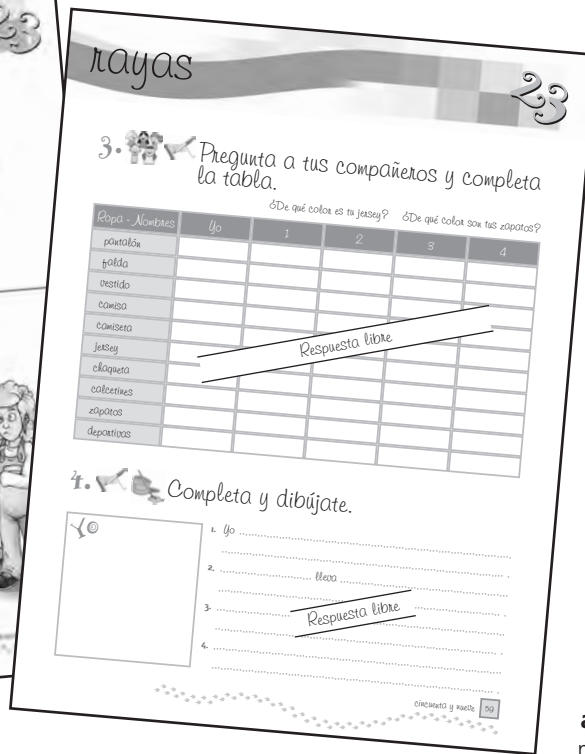 rayas
23
3. Pregunta a tus compañeros y completa
la tabla.
¿De qué color es tu jersey? ¿De qué color son tus zapatos?
Ropa - Nombres Yo 1 2 3 4
pantalón
falda
vestido
camisa
camiseta
jersey
chaqueta
calcetines
zapatos
deportivas
Respuesta libre
4. Completa y dibújate.
Yo
1. Yo
2. lleva
3.
Respuesta libre
4.
cincuenta y nueve 59